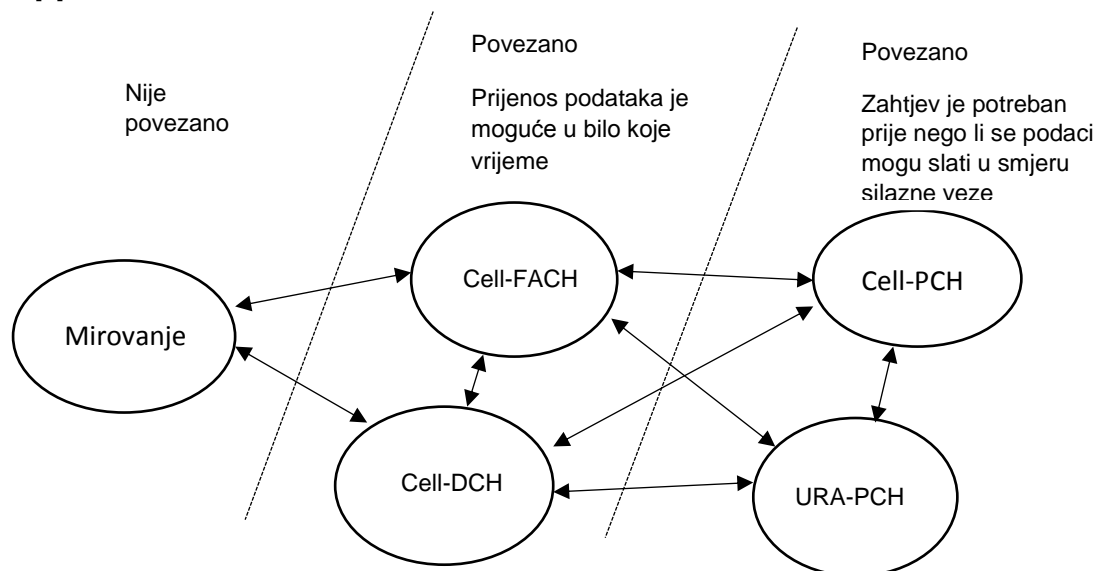 Nije
povezano
Povezano
Prijenos podataka je
moguće u bilo koje
vrijeme
Povezano
Zahtjev je potreban
prije nego li se podaci
mogu slati u smjeru
silazne veze
Mirovanje
Cell-FACH
Cell-PCH
Cell-DCH
URA-PCH